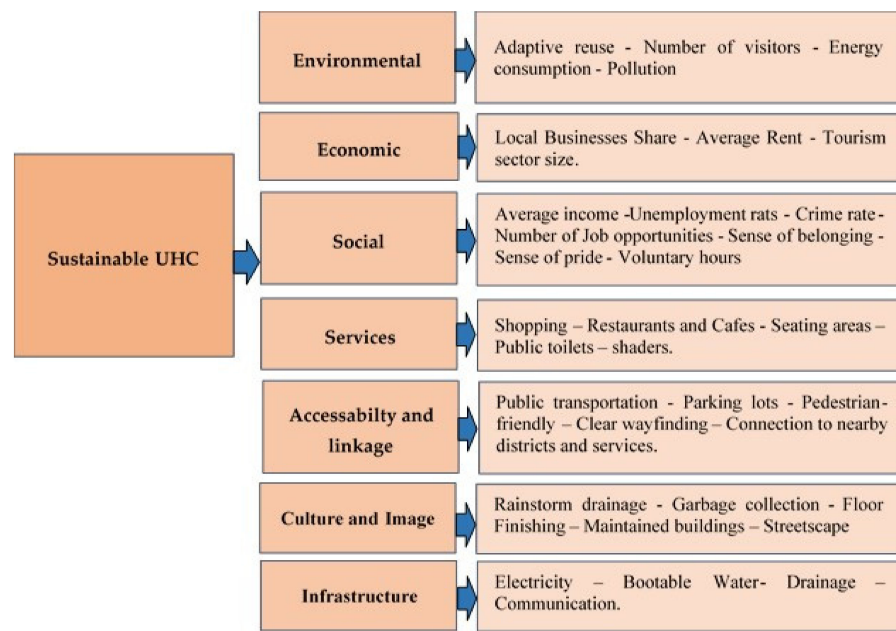 Sustainable UHC
Environmental
Adaptive reuse - Number of visitors - Energy
consumption - Pollution
Economic
Local Businesses Share - Average Rent - Tourism
sector size.
Social
Average income -Unemployment rats - Crime rate -
Number of Job opportunities - Sense of belonging -
Sense of pride - Voluntary hours
Services
Shopping – Restaurants and Cafes - Seating areas –
Public toilets – shaders.
Accessabilty and
linkage
Public transportation - Parking lots - Pedestrian-
friendly – Clear wayfinding – Connection to nearby
districts and services.
Culture and Image
Rainstorm drainage - Garbage collection - Floor
Finishing – Maintained buildings – Streetscape
Infrastructure
Electricity – Bootable Water- Drainage –
Communication.